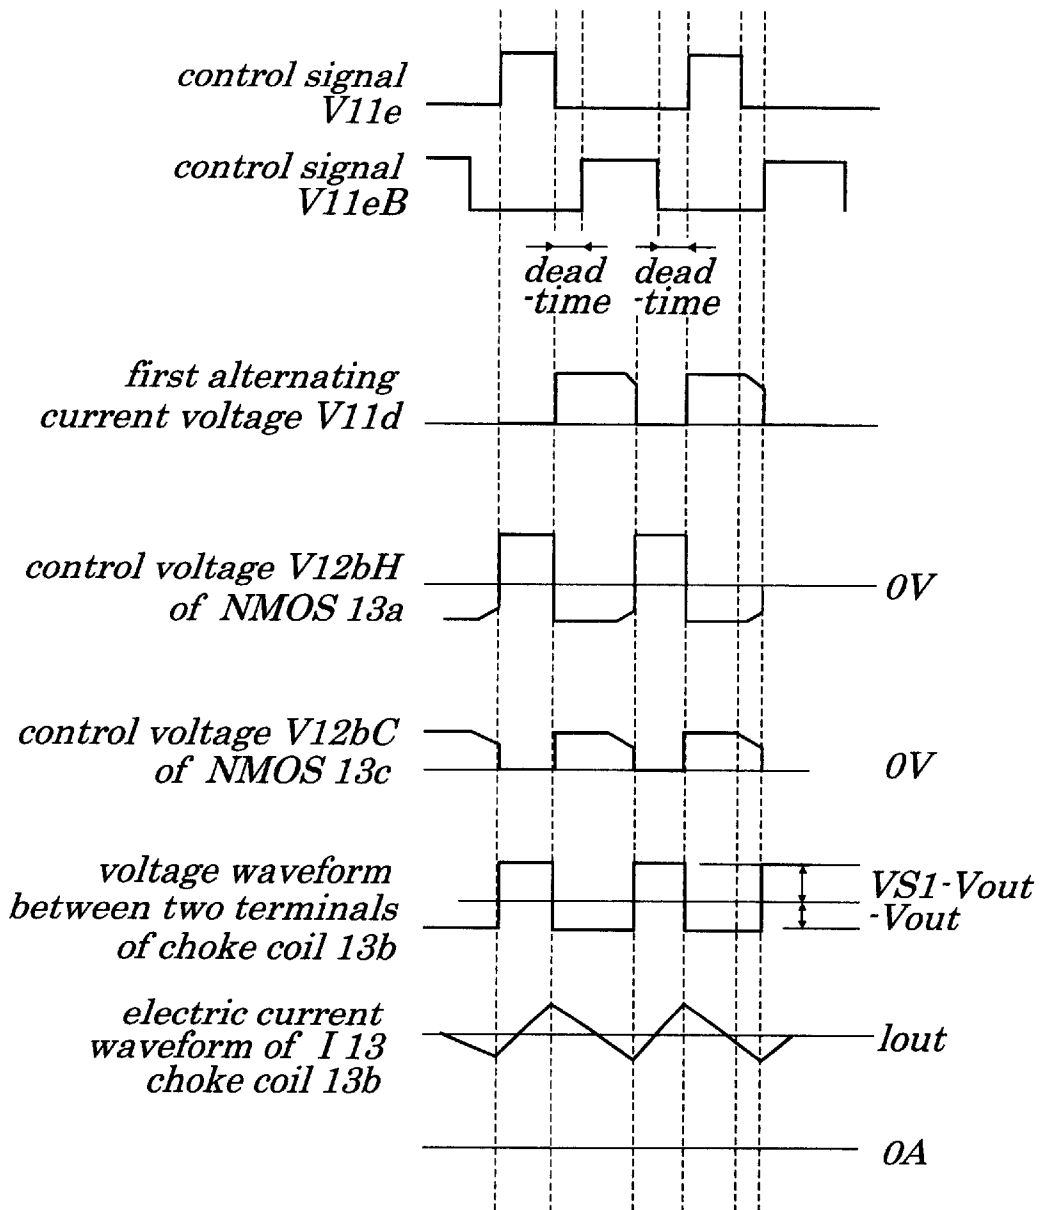 control signal
V11e
control signal
V11eB
dead
-time
dead
-time
first alternating
current voltage V11d
control voltage V12bH
of NMOS 13a
0V
control voltage V12bC
of NMOS 13c
0V
voltage waveform
between two terminals
of choke coil 13b
VS1-Vout
-Vout
electric current
waveform of I 13
choke coil 13b
lout
0A